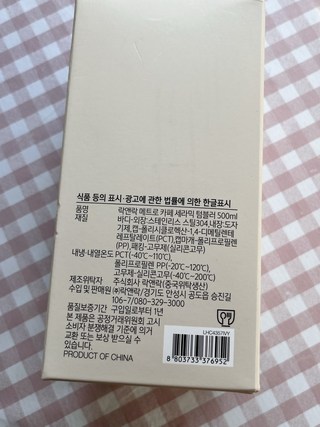 식품 등의 표시·광고에 관한 법률에 의한 한글표시
품명 락앤락 메트로 카페 세라믹 텀블러 500ml
재질 바디-외장:스테인리스 스틸304,내장:도자
기제,캡-폴리시클로헥산-1,4-디메틸렌테
레프탈레이트(PCT),캡마개-폴리프로필렌
(PP),패킹-고무제(실리콘고무)
내냉·내열온도 PCT(-40℃~110℃),
폴리프로필렌 PP(-20℃~120℃),
고무제-실리콘고무(-40℃~200℃)
제조위탁자 주식회사 락앤락(중국위탁생산)
수입 및 판매원 ㈜락앤락/경기도 안성시 공도읍 승진길
106-7/080-329-3000
품질보증기간 구입일로부터 1년
본 제품은 공정거래위원회 고시
소비자 분쟁해결 기준에 의거
교환 또는 보상 받으실 수
있습니다.
PRODUCT OF CHINA
LHC4357IVY
8 803733 376952